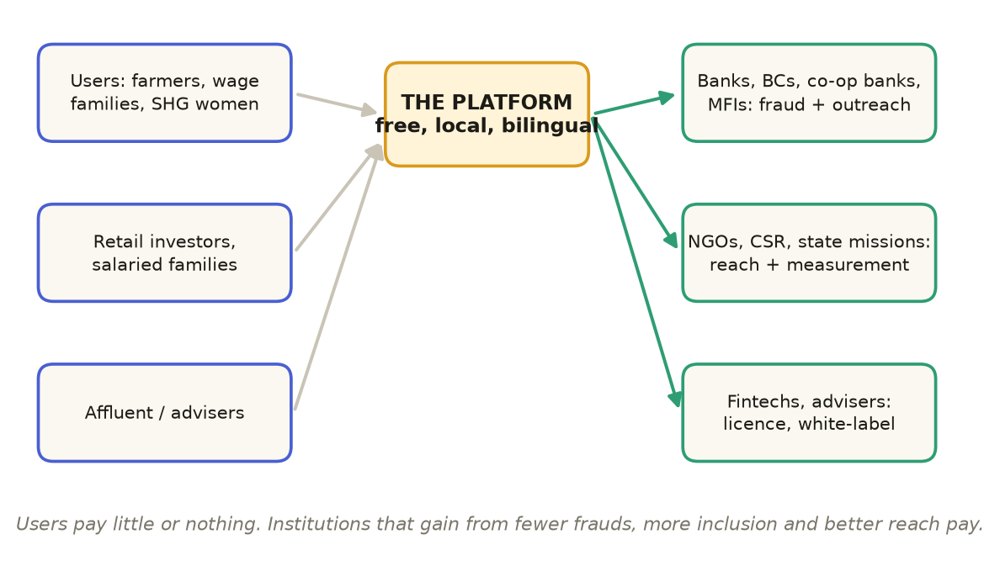 Users: farmers, wage
families, SHG women
THE PLATFORM
free, local, bilingual
Banks, BCs, co-op banks,
MFIs: fraud + outreach
Retail investors,
salaried families
NGOs, CSR, state missions:
reach + measurement
Affluent / advisers
Fintechs, advisers:
licence, white-label
Users pay little or nothing. Institutions that gain from fewer frauds, more inclusion and better reach pay.